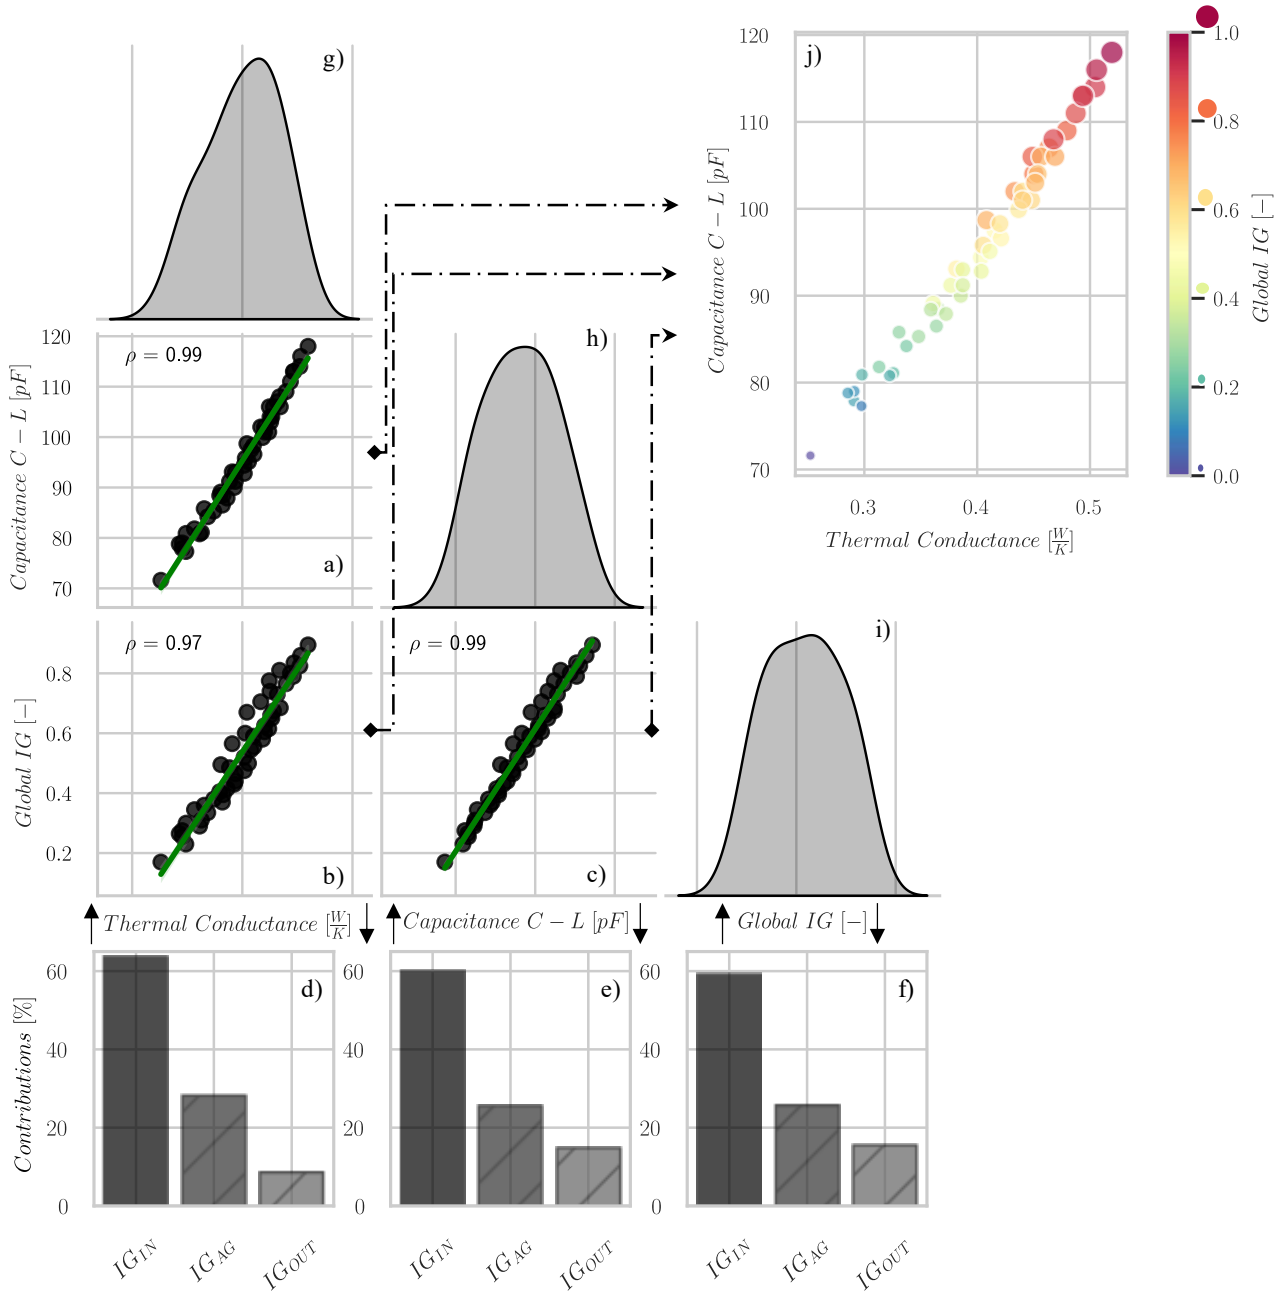 g)
j)
120
110
100
90
80
70
Capacitance C − L [pF]
0.3
0.4
0.5
Thermal Conductance [W/K]
1.0
0.8
0.6
0.4
0.2
0.0
Global IG [−]
ρ = 0.99
120
110
100
90
80
70
Capacitance C − L [pF]
a)
h)
ρ = 0.97
0.8
0.6
0.4
0.2
Global IG [−]
b)
ρ = 0.99
c)
i)
Thermal Conductance [W/K]
Capacitance C − L [pF]
Global IG [−]
Contributions [%]
60
40
20
0
d)
IG_IN
IG_AG
IG_OUT
60
40
20
0
e)
IG_IN
IG_AG
IG_OUT
60
40
20
0
f)
IG_IN
IG_AG
IG_OUT